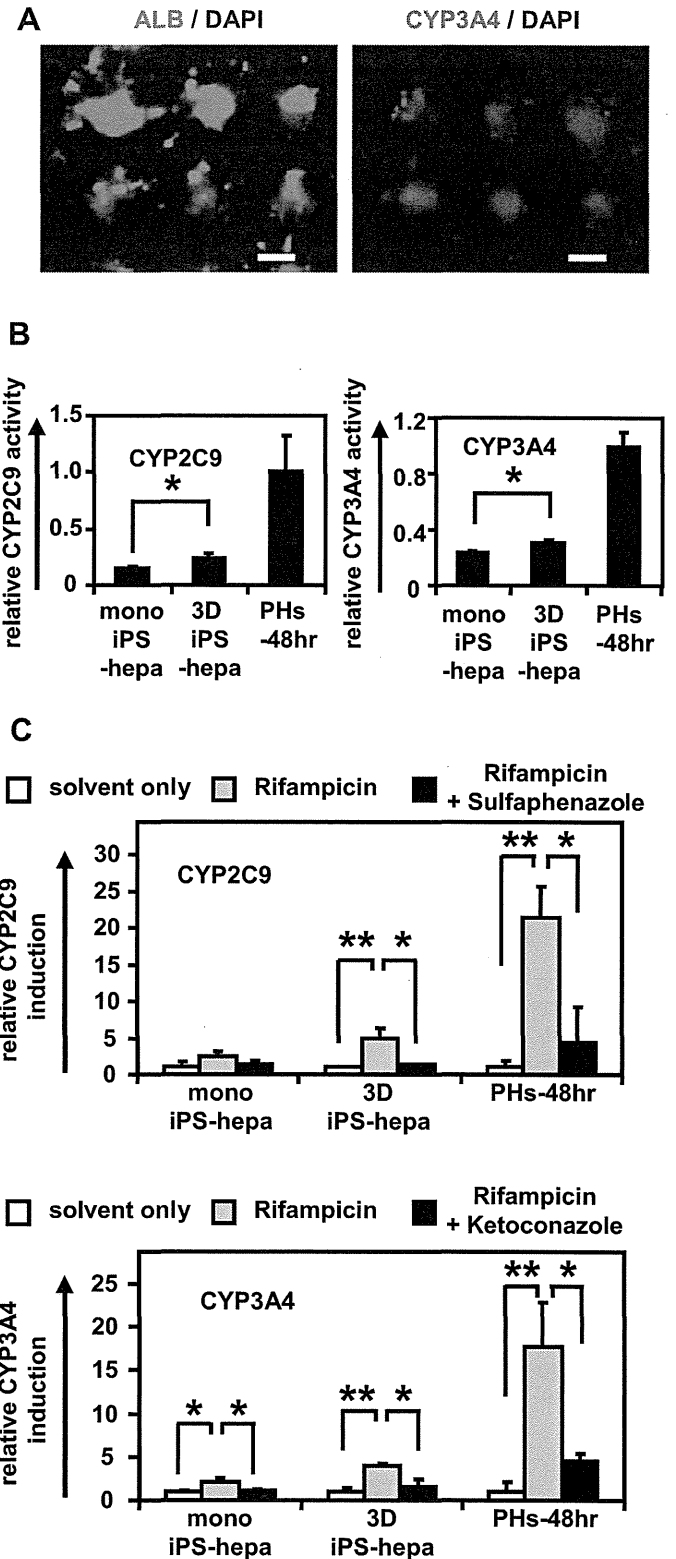 A
ALB / DAPI
CYP3A4 / DAPI
B
relative CYP2C9 activity
1.5
1.0
0.5
0
CYP2C9
*
mono
iPS
-hepa
3D
iPS
-hepa
PHs
-48hr
relative CYP3A4 activity
1.2
0.8
0.4
0
CYP3A4
*
mono
iPS
-hepa
3D
iPS
-hepa
PHs
-48hr
C
solvent only
Rifampicin
Rifampicin
+ Sulfaphenazole
relative CYP2C9
induction
30
25
20
15
10
5
0
CYP2C9
** *
** *
mono
iPS-hepa
3D
iPS-hepa
PHs-48hr
solvent only
Rifampicin
Rifampicin
+ Ketoconazole
relative CYP3A4
induction
25
20
15
10
5
0
CYP3A4
* *
** *
** *
mono
iPS-hepa
3D
iPS-hepa
PHs-48hr